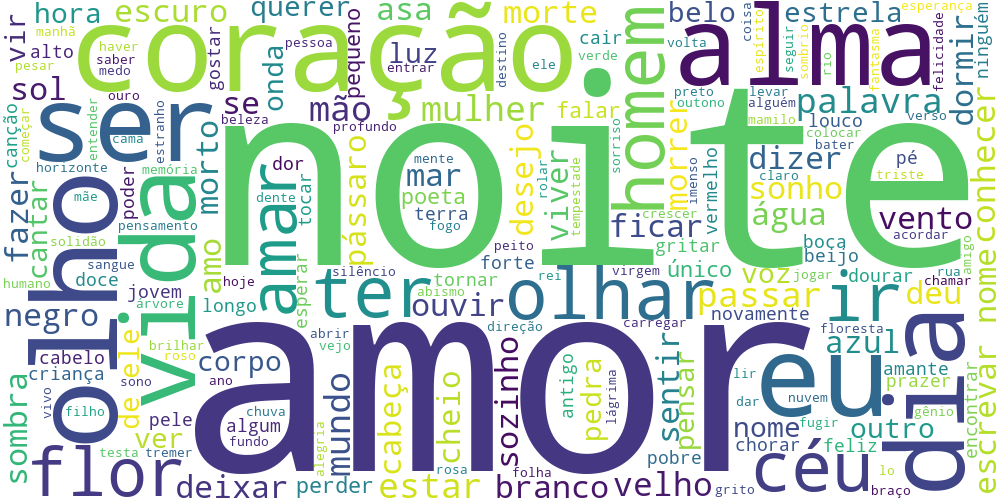 hora
escuro
querer
asa
morte
belo
estrela
esperança
vir
manhã
coração
alma
coisa
alto
haver
pessoa
luz
cair
volta
pesar
saber
gostar
pequeno
entrar
destino
ele
verde
espírito
seguir
sombrio
rio
fantasma
felicidade
dormir
ninguém
medo
sol
ouro
onda
ser
se
mão
mulher
falar
homem
preto
levar
palavra
canção
começar
entender
estranho
beleza
profundo
outono
alguém
verso
cama
noite
sorriso
mamilo
louco
colocar
bater
horizonte
morto
dor
mente
desejo
viver
rolar
tempestade
morrer
vermelho
imenso
dizer
claro
pé
triste
fazer
cantar
olho
vida
memória
mãe
poder
dente
tocar
pássaro
mar
poeta
terra
fogo
sonho
água
vento
conhecer
pensamento
amar
crescer
ficar
acordar
solidão
gritar
boca
beijo
amigo
humano
sangue
doce
amo
hoje
esperar
silêncio
peito
forte
rei
virgem
único
voz
jogar
rua
chamar
jovem
árvore
longo
ter
tornar
abismo
ouvir
olhar
passar
ir
dourar
deu
nome
negro
dele
brilhar
roso
abrir
vejo
direção
carregar
novamente
floresta
azul
dia
cabelo
criança
sono
corpo
amor
sentir
pensar
eu
amante
prazer
sombra
vivo
filho
ano
mundo
cabeça
cheio
sozinho
antigo
pedra
lágrima
lir
dar
nuvem
fugir
gênio
encontrar
escrevar
pele
chuva
algum
nome
outro
ver
fundo
alegria
chorar
feliz
testa
tremer
pobre
céu
flor
rosa
folha
lo
deixar
perder
estar
branco
velho
grito
braço